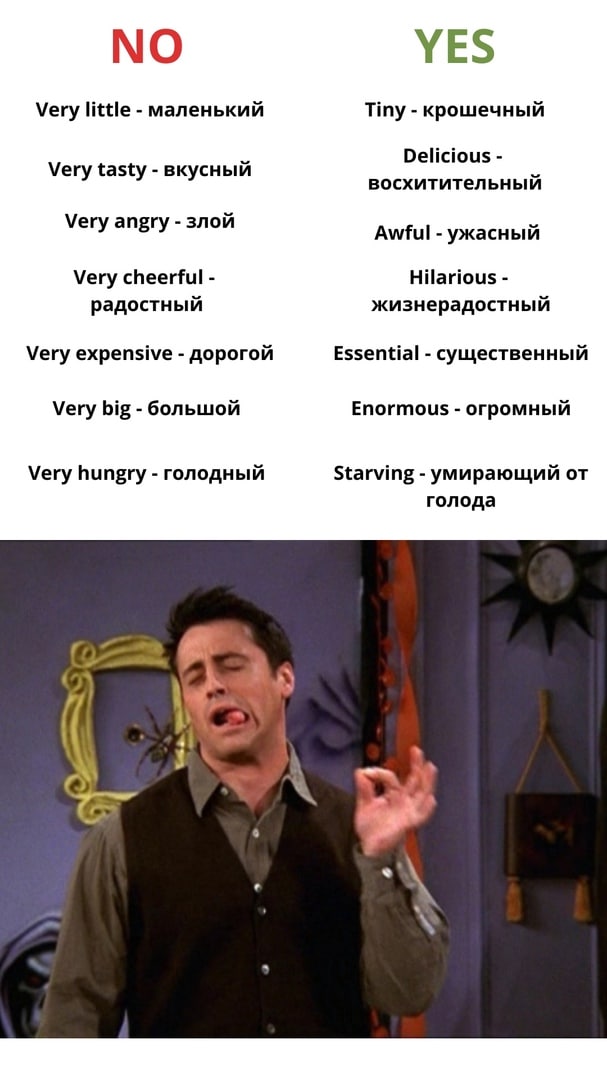 NO
YES
Very little - маленький
Tiny - крошечный
Very tasty - вкусный
Delicious -
восхитительный
Very angry - злой
Awful - ужасный
Very cheerful -
радостный
Hilarious -
жизнерадостный
Very expensive - дорогой
Essential - существенный
Very big - большой
Enormous - огромный
Very hungry - голодный
Starving - умирающий от
голода